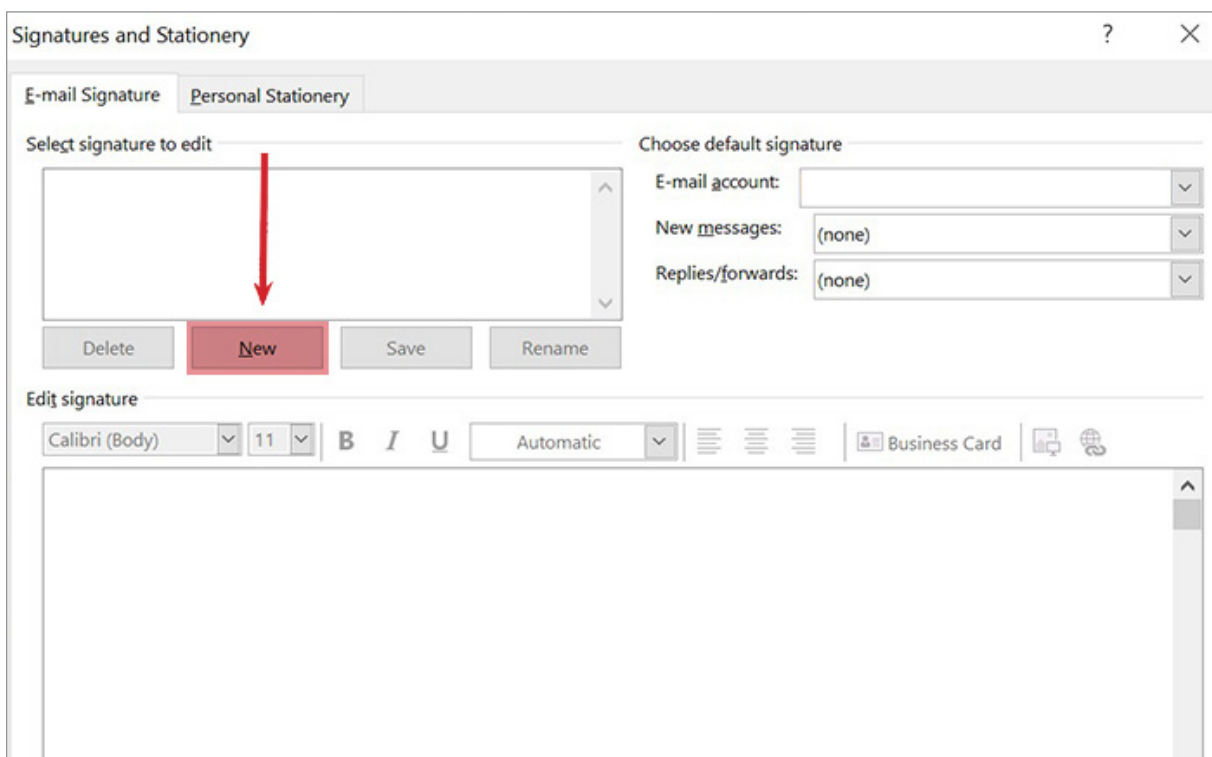 Signatures and Stationery ?
E-mail Signature Personal Stationery
Select signature to edit
Choose default signature
E-mail account:
New messages: (none)
Replies/forwards: (none)
Delete New Save Rename
Edit signature
Calibri (Body) 11 B I U Automatic Business Card